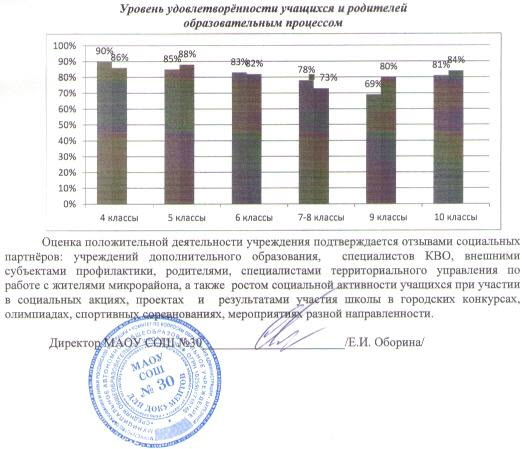 Уровень удовлетворённости учащихся и родителей
образовательным процессом
100%
90%
80%
70%
60%
50%
40%
30%
20%
10%
0%
90% 86% 85% 88% 83% 82% 78% 73% 69% 80% 81% 84%
4 классы 5 классы 6 классы 7-8 классы 9 классы 10 классы
Оценка положительной деятельности учреждения подтверждается отзывами социальных
партнёров: учреждений дополнительного образования, специалистов КВО, внешними
субъектами профилактики, родителями, специалистами территориального управления по
работе с жителями микрорайона, а также ростом социальной активности учащихся при участии
в социальных акциях, проектах и результатами участия школы в городских конкурсах,
олимпиадах, спортивных соревнованиях, мероприятиях разной направленности.
Директор МАОУ СОШ №30 /Е.И. Оборина/
МАОУ
СОШ
№ 30
ДЛЯ ДОКУМЕНТОВ